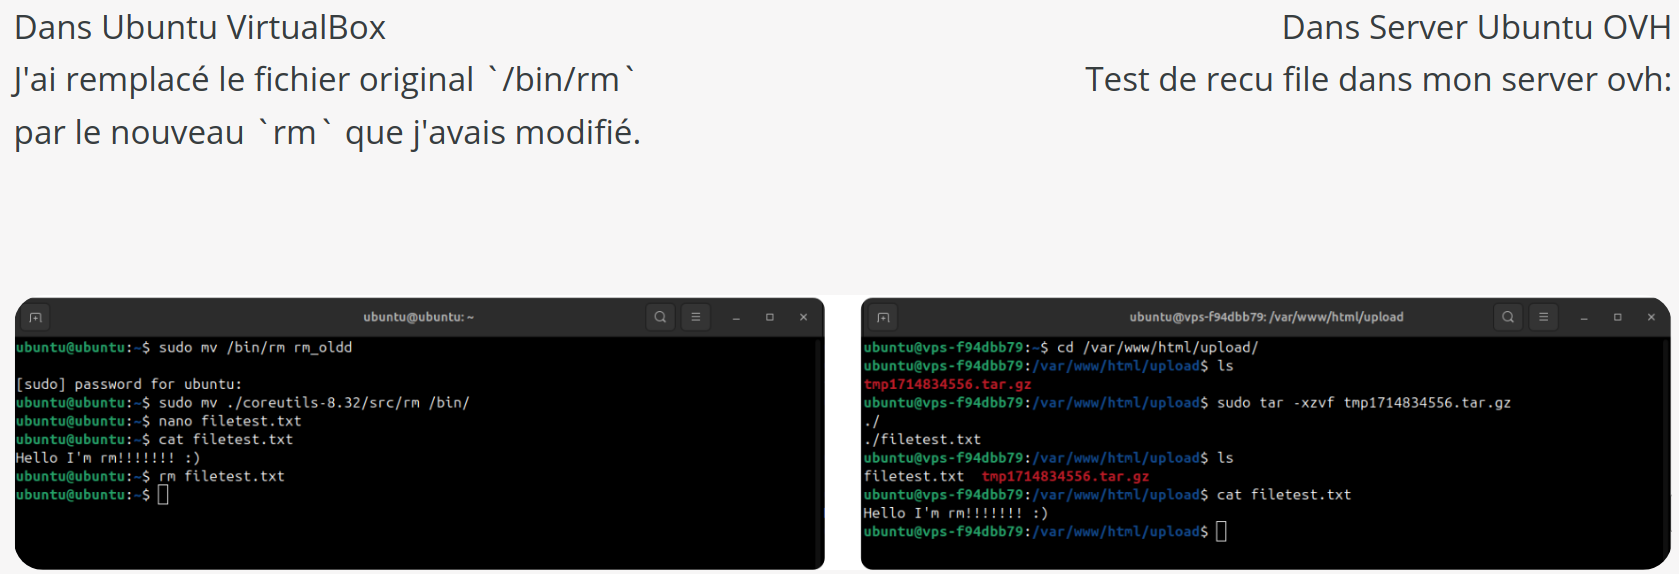 Dans Ubuntu VirtualBox
J'ai remplacé le fichier original `/bin/rm`
par le nouveau `rm` que j'avais modifié.
Dans Server Ubuntu OVH
Test de recu file dans mon server ovh:
ubuntu@ubuntu: ~
ubuntu@ubuntu:~$ sudo mv /bin/rm rm_oldd
[sudo] password for ubuntu:
ubuntu@ubuntu:~$ sudo mv ./coreutils-8.32/src/rm /bin/
ubuntu@ubuntu:~$ nano filetest.txt
ubuntu@ubuntu:~$ cat filetest.txt
Hello I'm rm!!!!!!! :)
ubuntu@ubuntu:~$ rm filetest.txt
ubuntu@ubuntu:~$
ubuntu@vps-f94dbb79: /var/www/html/upload
ubuntu@vps-f94dbb79:~$ cd /var/www/html/upload/
ubuntu@vps-f94dbb79:/var/www/html/upload$ ls
tmp1714834556.tar.gz
ubuntu@vps-f94dbb79:/var/www/html/upload$ sudo tar -xzvf tmp1714834556.tar.gz
./
./filetest.txt
ubuntu@vps-f94dbb79:/var/www/html/upload$ ls
filetest.txt  tmp1714834556.tar.gz
ubuntu@vps-f94dbb79:/var/www/html/upload$ cat filetest.txt
Hello I'm rm!!!!!!! :)
ubuntu@vps-f94dbb79:/var/www/html/upload$